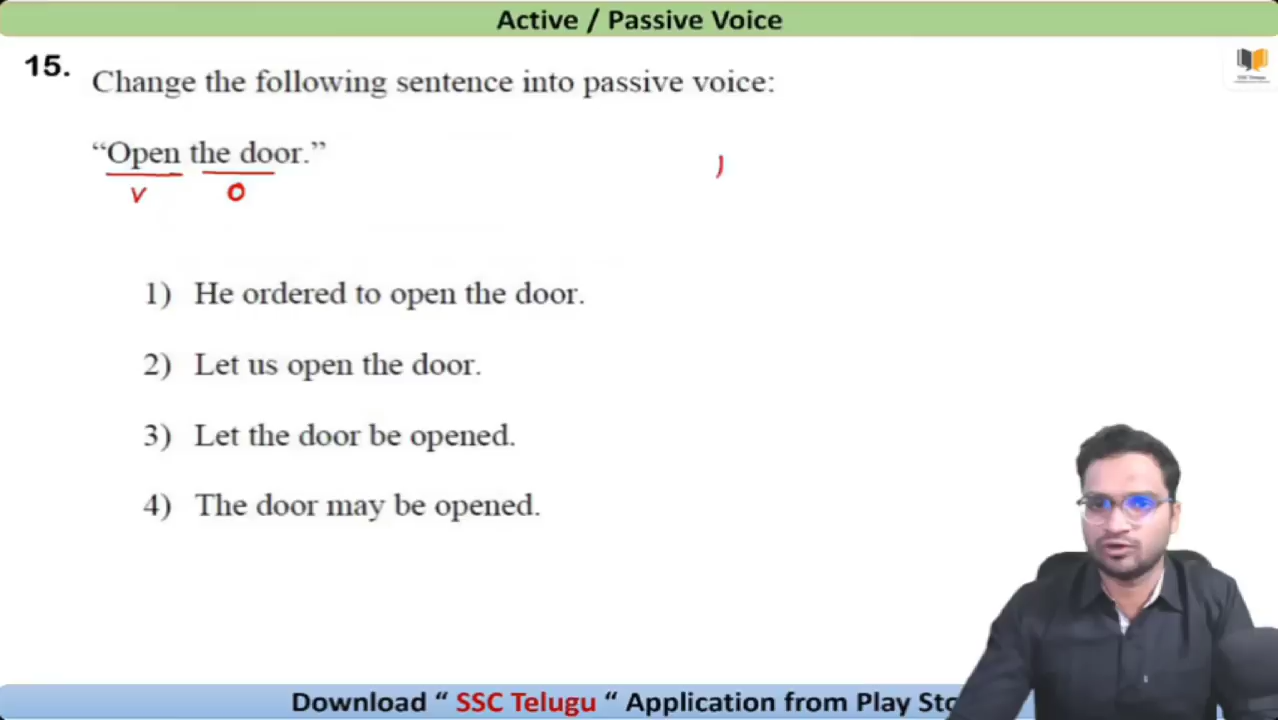 Active / Passive Voice
15. Change the following sentence into passive voice:
“Open the door.”
V O
1) He ordered to open the door.
2) Let us open the door.
3) Let the door be opened.
4) The door may be opened.
SSC Telugu
Download “ SSC Telugu “ Application from Play